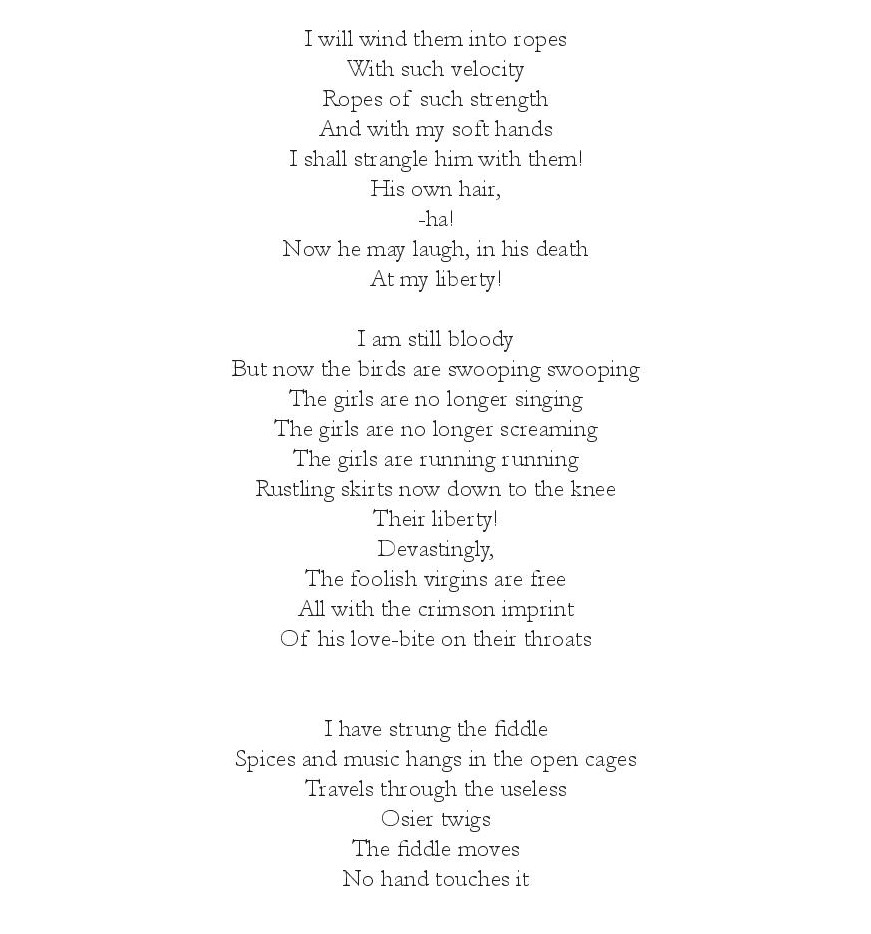 I will wind them into ropes
With such velocity
Ropes of such strength
And with my soft hands
I shall strangle him with them!
His own hair,
-ha!
Now he may laugh, in his death
At my liberty!
I am still bloody
But now the birds are swooping swooping
The girls are no longer singing
The girls are no longer screaming
The girls are running running
Rustling skirts now down to the knee
Their liberty!
Devastingly,
The foolish virgins are free
All with the crimson imprint
Of his love-bite on their throats
I have strung the fiddle
Spices and music hangs in the open cages
Travels through the useless
Osier twigs
The fiddle moves
No hand touches it